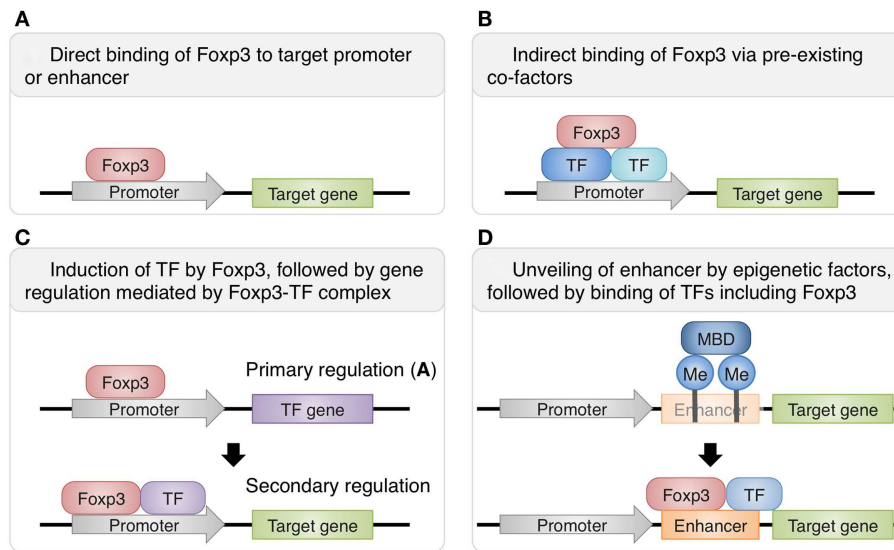 A
Direct binding of Foxp3 to target promoter
or enhancer
Foxp3
Promoter
Target gene
B
Indirect binding of Foxp3 via pre-existing
co-factors
Foxp3
TF
TF
Promoter
Target gene
C
Induction of TF by Foxp3, followed by gene
regulation mediated by Foxp3-TF complex
Primary regulation (A)
Foxp3
Promoter
TF gene
Secondary regulation
Foxp3
TF
Promoter
Target gene
D
Unveiling of enhancer by epigenetic factors,
followed by binding of TFs including Foxp3
MBD
Me
Me
Promoter
Enhancer
Target gene
Foxp3
TF
Promoter
Enhancer
Target gene